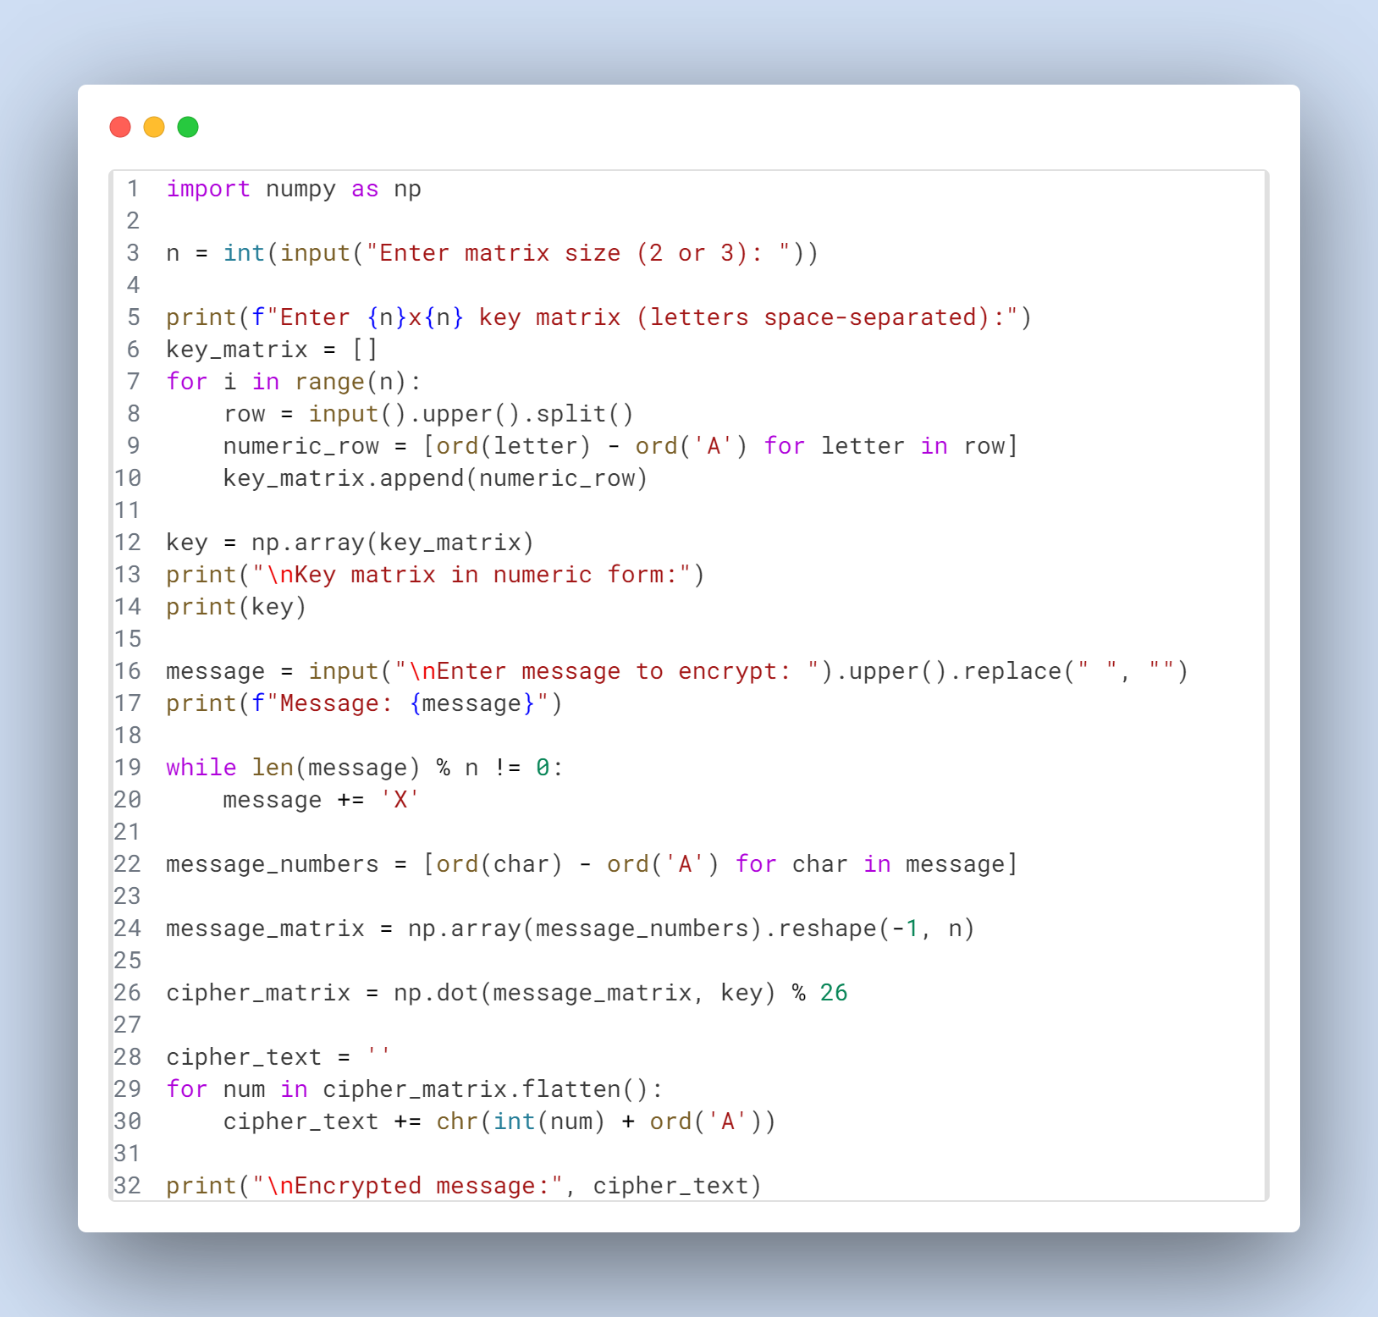 1 import numpy as np
2
3 n = int(input("Enter matrix size (2 or 3): "))
4
5 print(f"Enter {n}x{n} key matrix (letters space-separated):")
6 key_matrix = []
7 for i in range(n):
8     row = input().upper().split()
9     numeric_row = [ord(letter) - ord('A') for letter in row]
10     key_matrix.append(numeric_row)
11
12 key = np.array(key_matrix)
13 print("\nKey matrix in numeric form:")
14 print(key)
15
16 message = input("\nEnter message to encrypt: ").upper().replace(" ", "")
17 print(f"Message: {message}")
18
19 while len(message) % n != 0:
20     message += 'X'
21
22 message_numbers = [ord(char) - ord('A') for char in message]
23
24 message_matrix = np.array(message_numbers).reshape(-1, n)
25
26 cipher_matrix = np.dot(message_matrix, key) % 26
27
28 cipher_text = ''
29 for num in cipher_matrix.flatten():
30     cipher_text += chr(int(num) + ord('A'))
31
32 print("\nEncrypted message:", cipher_text)